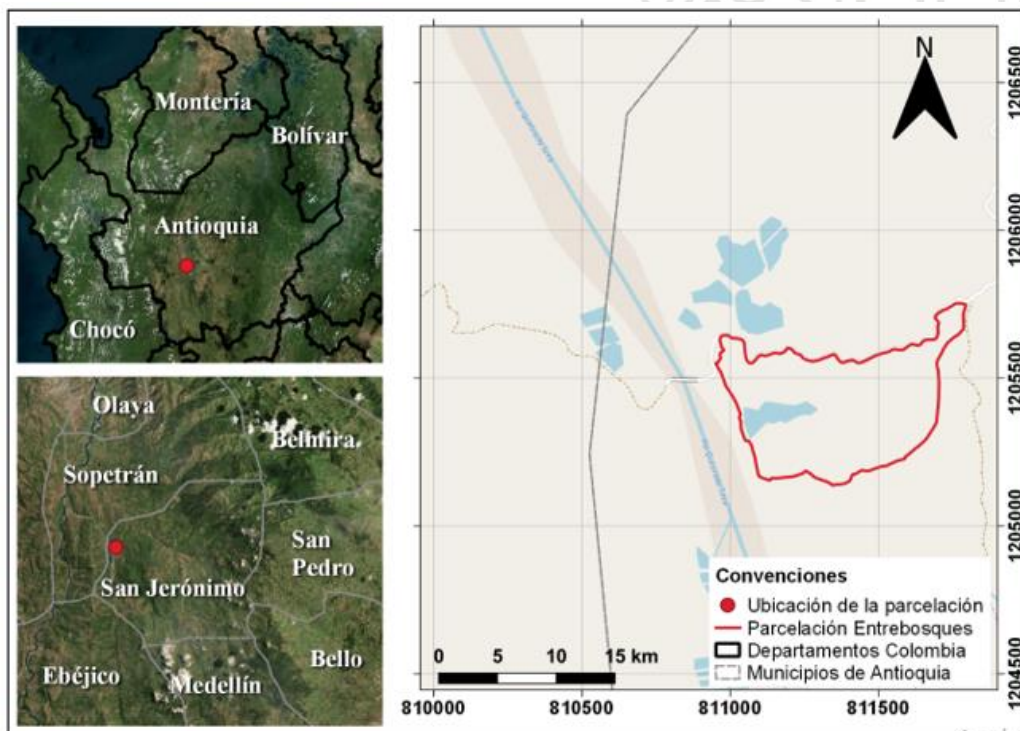 Montería
Bolívar
Antioquia
Chocó
Olaya
Belmira
Sopetrán
San
Pedro
San Jerónimo
Ebéjico
Medellín
Bello
N
1206500
1206000
1205500
1205000
1204500
Convenciones
Ubicación de la parcelación
Parcelación Entrebosques
Departamentos Colombia
Municipios de Antioquia
0 5 10 15 km
810000 810500 811000 811500